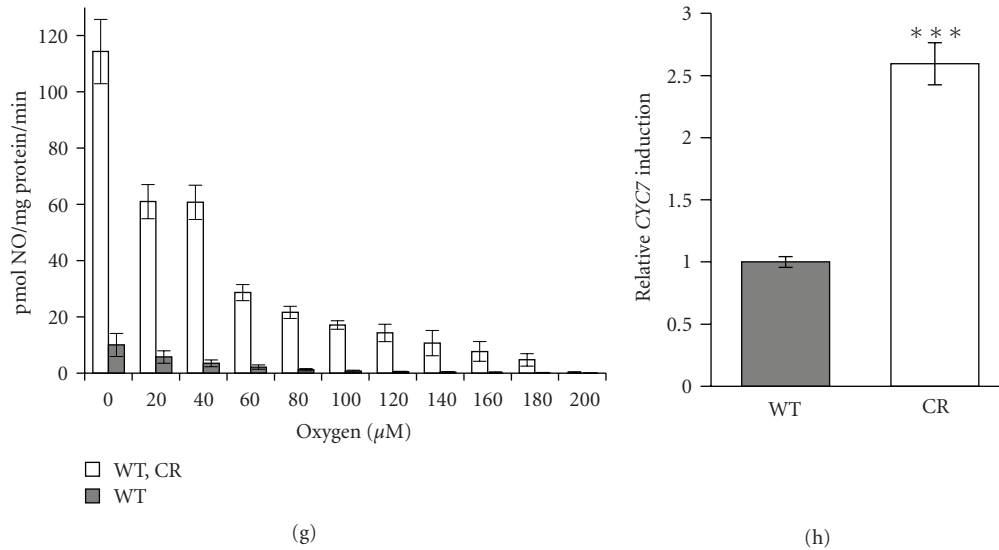 120
100
80
60
40
20
0
pmol NO/mg protein/min
0 20 40 60 80 100 120 140 160 180 200
Oxygen (μM)
WT, CR
WT
(g)
3
2.5
2
1.5
1
0.5
0
Relative CYC7 induction
∗∗∗
WT CR
(h)